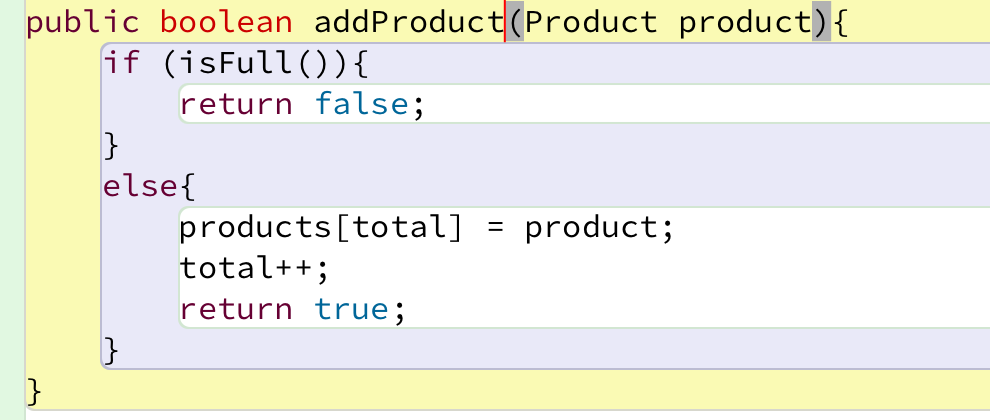 public boolean addProduct(Product product){
if (isFull()){
return false;
}
else{
products[total] = product;
total++;
return true;
}
}